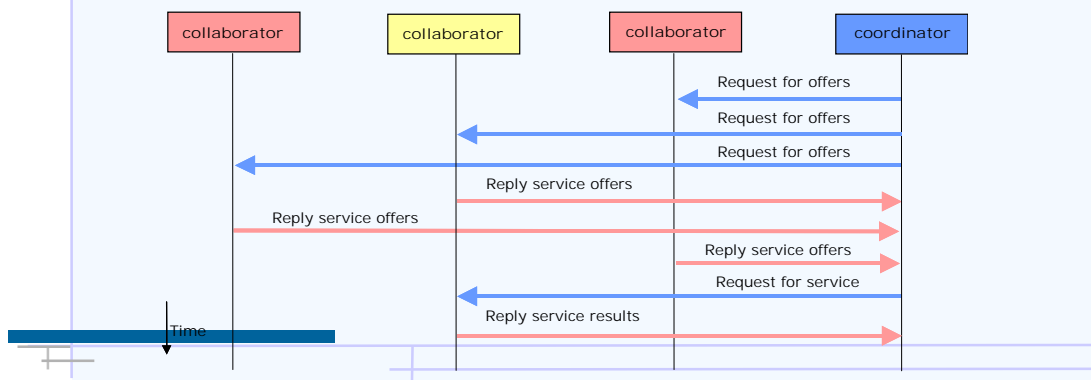 collaborator
collaborator
collaborator
coordinator
Request for offers
Request for offers
Request for offers
Reply service offers
Reply service offers
Reply service offers
Request for service
Reply service results
Time